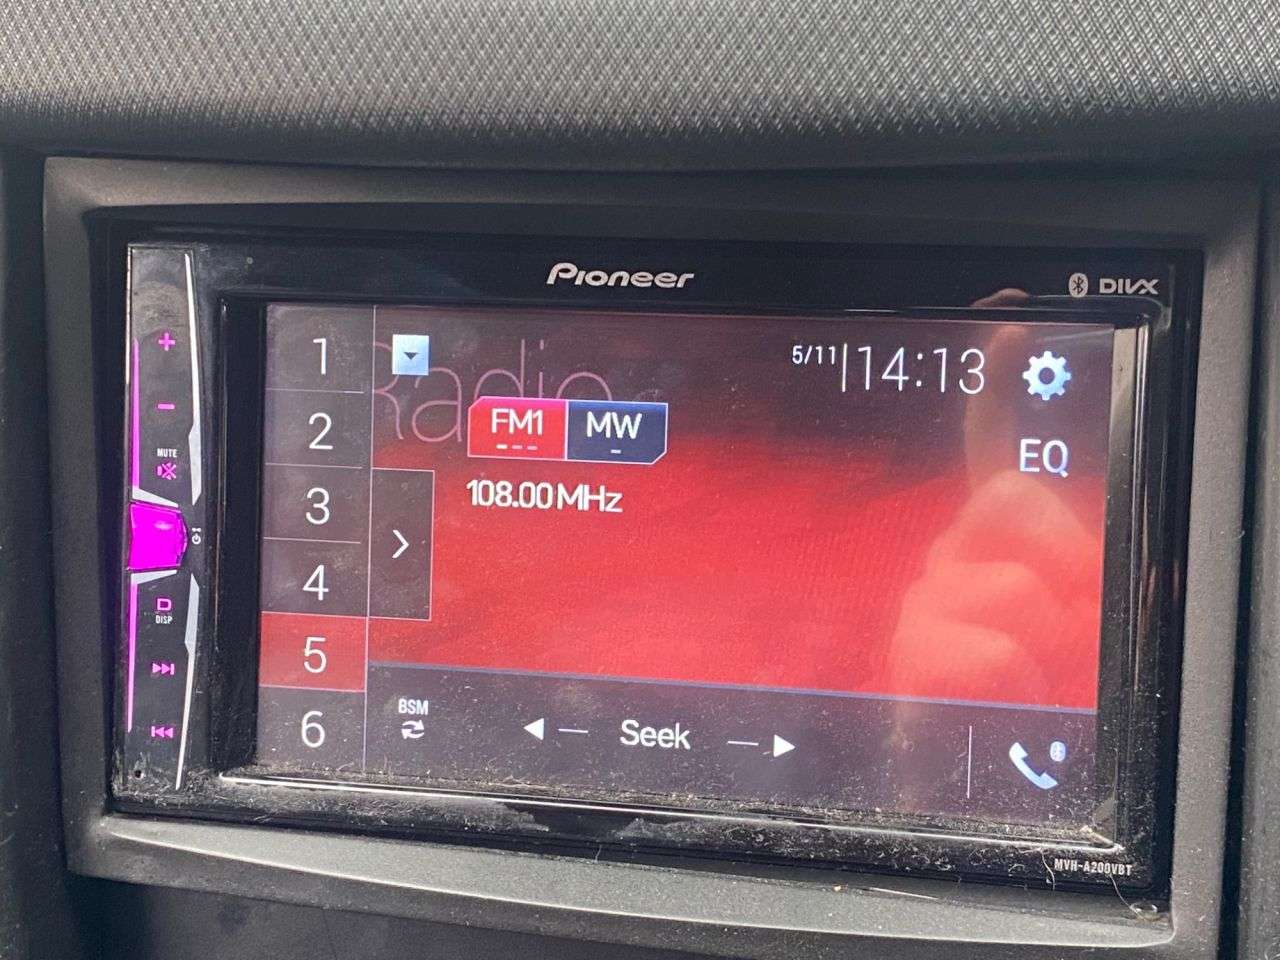 Pioneer
DIVX
+
−
MUTE
D
DISP
1
2
3
4
5
6
Radio
5/11 14:13
FM1 MW
EQ
108.00 MHz
BSM
Seek
MVH-A200VBT